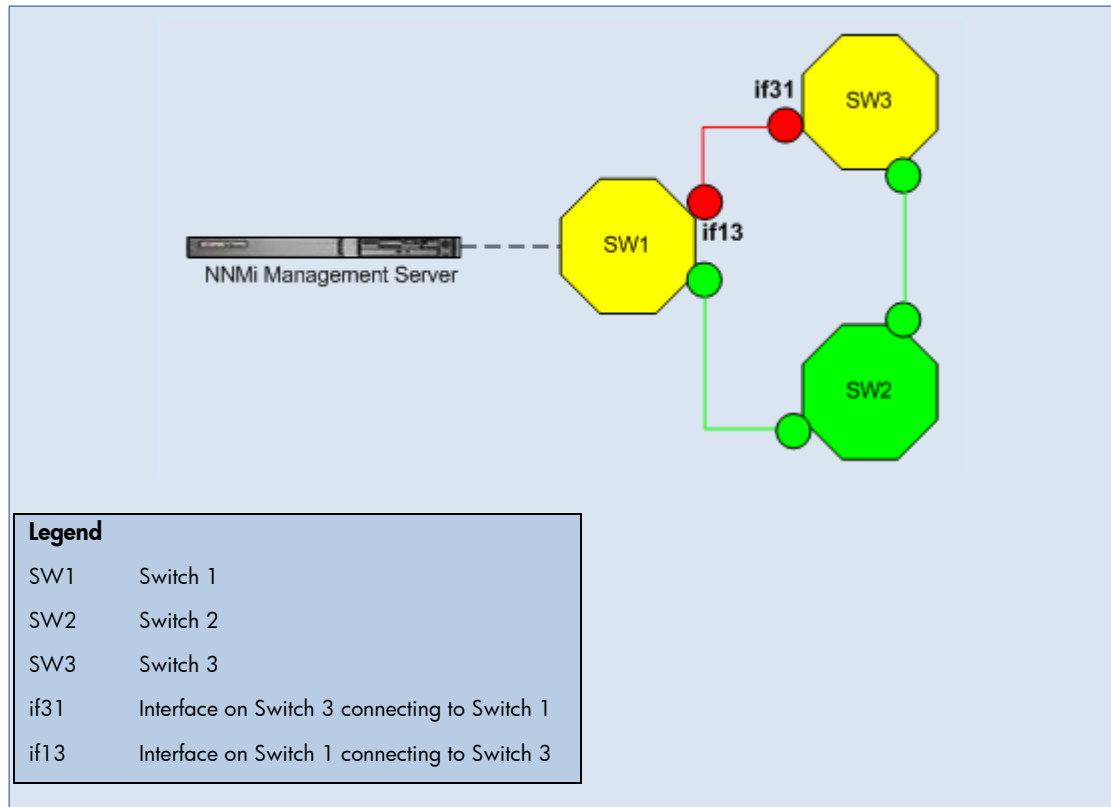 if31
SW3
SW1
if13
NNMi Management Server
SW2
Legend
SW1 Switch 1
SW2 Switch 2
SW3 Switch 3
if31 Interface on Switch 3 connecting to Switch 1
if13 Interface on Switch 1 connecting to Switch 3